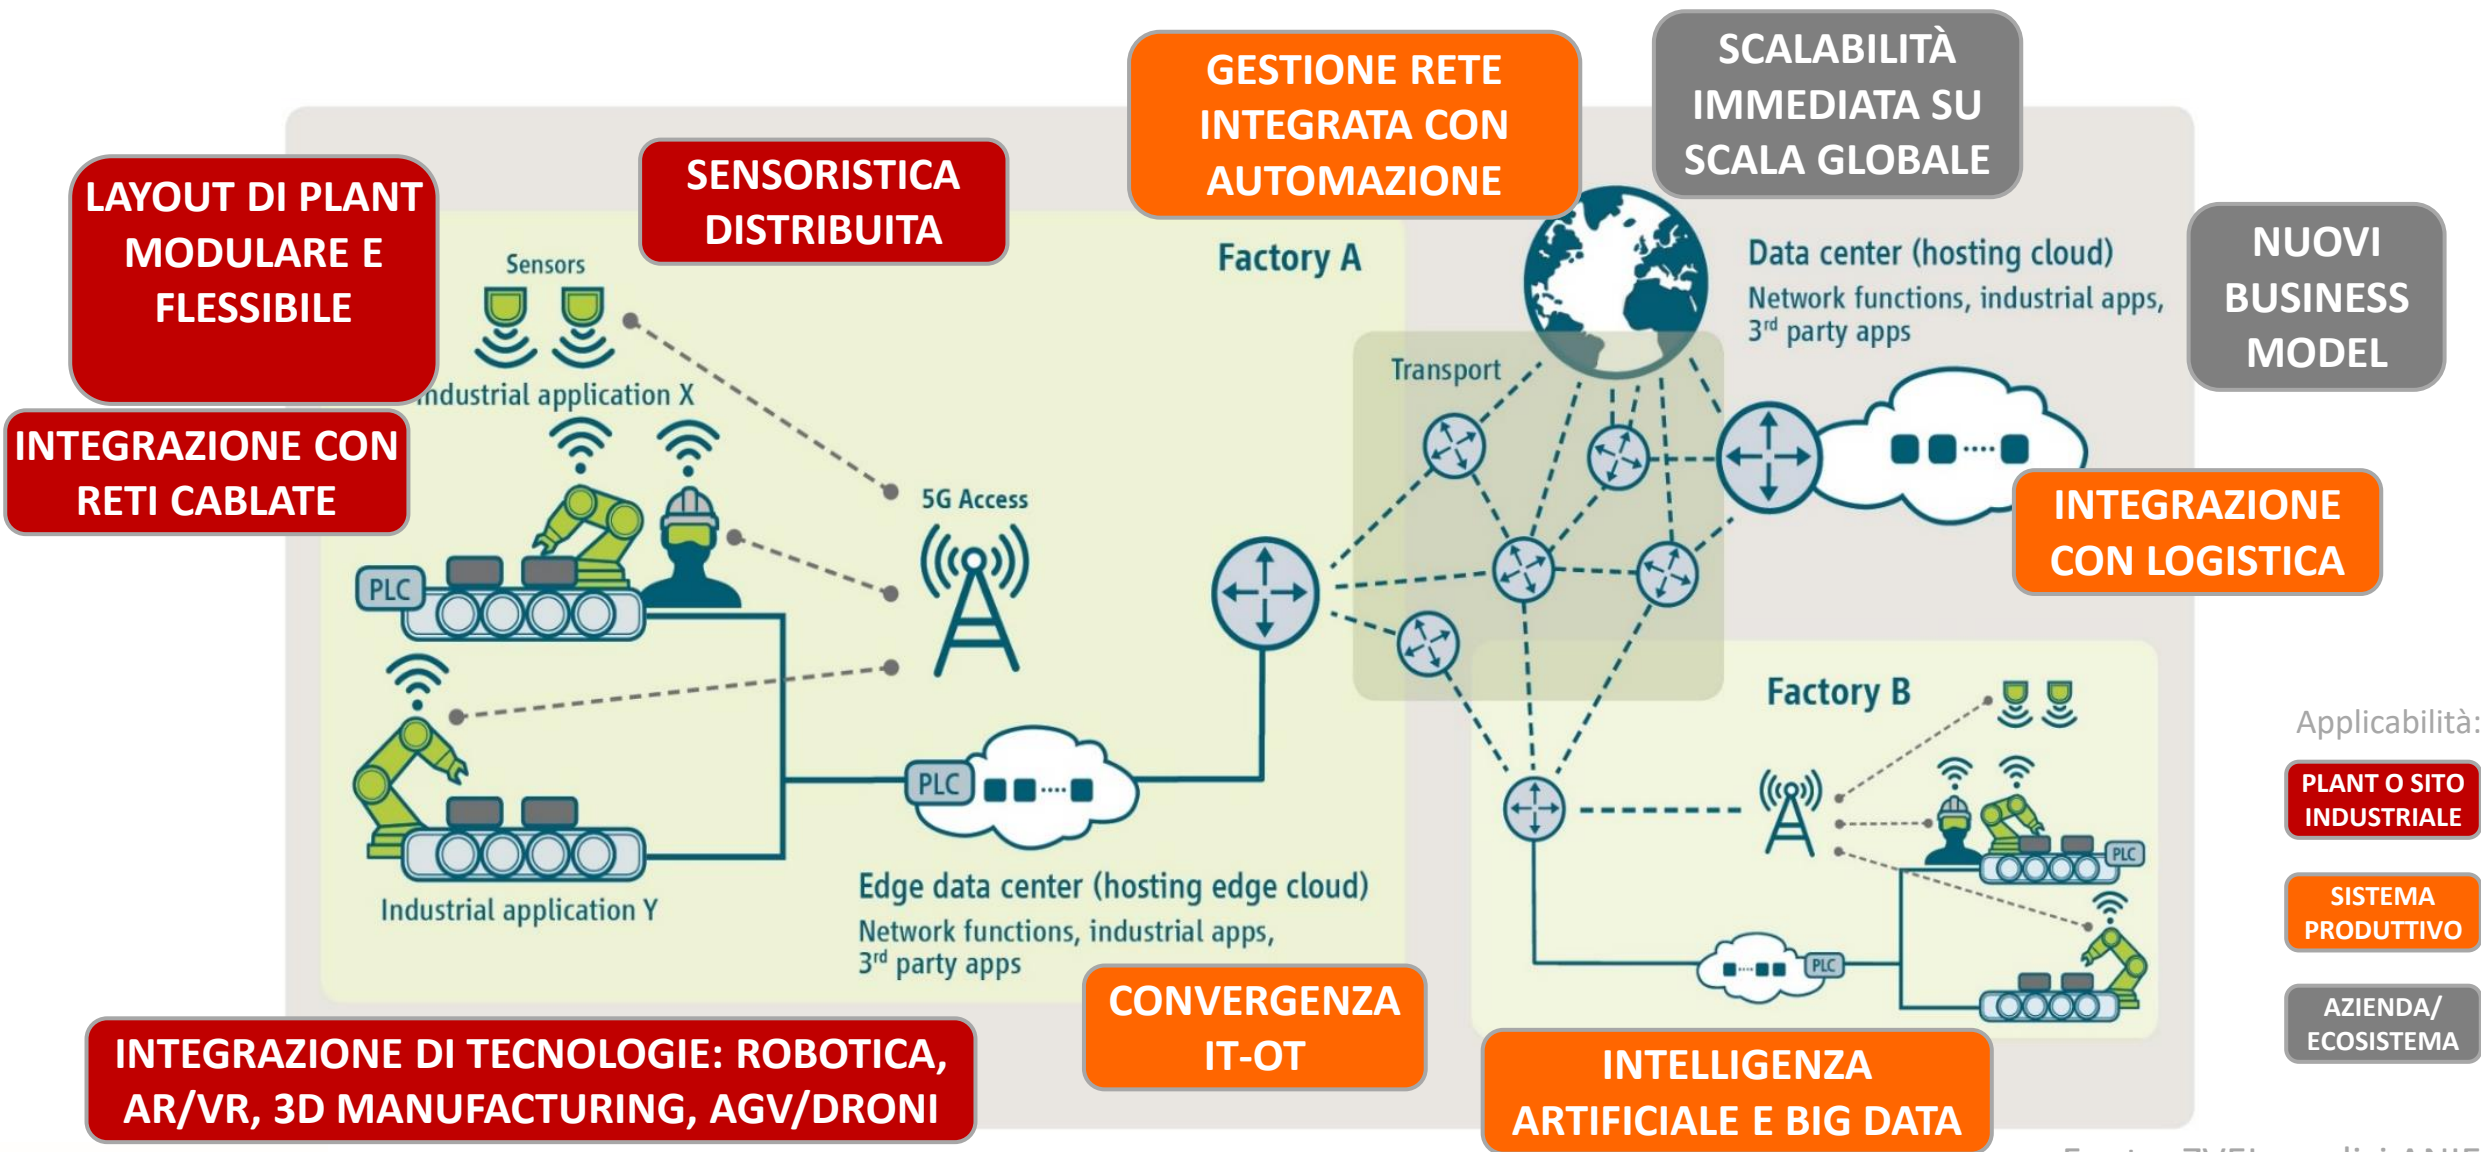 SCALABILITÀ
IMMEDIATA SU
SCALA GLOBALE
GESTIONE RETE
INTEGRATA CON
AUTOMAZIONE
SENSORISTICA
DISTRIBUITA
LAYOUT DI PLANT
MODULARE E
FLESSIBILE
NUOVI
BUSINESS
MODEL
Factory A
Sensors
Data center (hosting cloud)
Network functions, industrial apps,
3rd party apps
Transport
ndustrial application X
INTEGRAZIONE CON
RETI CABLATE
5G Access
INTEGRAZIONE
CON LOGISTICA
PLC
Factory B
PLC
PLC
PLC
Edge data center (hosting edge cloud)
Network functions, industrial apps,
3rd party apps
Industrial application Y
Applicabilità:
PLANT O SITO
INDUSTRIALE
SISTEMA
PRODUTTIVO
AZIENDA/
ECOSISTEMA
CONVERGENZA
IT-OT
INTEGRAZIONE DI TECNOLOGIE: ROBOTICA,
AR/VR, 3D MANUFACTURING, AGV/DRONI
INTELLIGENZA
ARTIFICIALE E BIG DATA